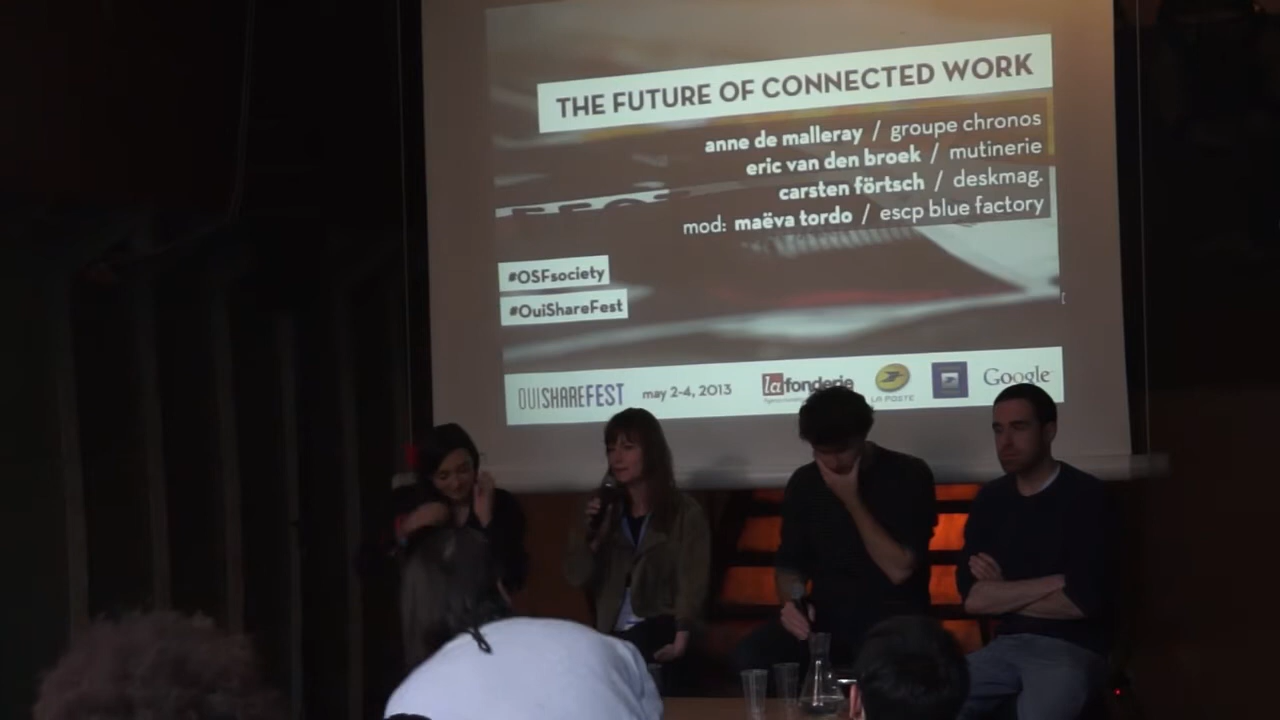 THE FUTURE OF CONNECTED WORK
anne de malleray / groupe chronos
eric van den broek / mutinerie
carsten förtsch / deskmag.
mod: maëva tordo / escp blue factory
#OSFsociety
#OuiShareFest
OUISHAREFEST may 2-4, 2013 lafonderie LA POSTE Google